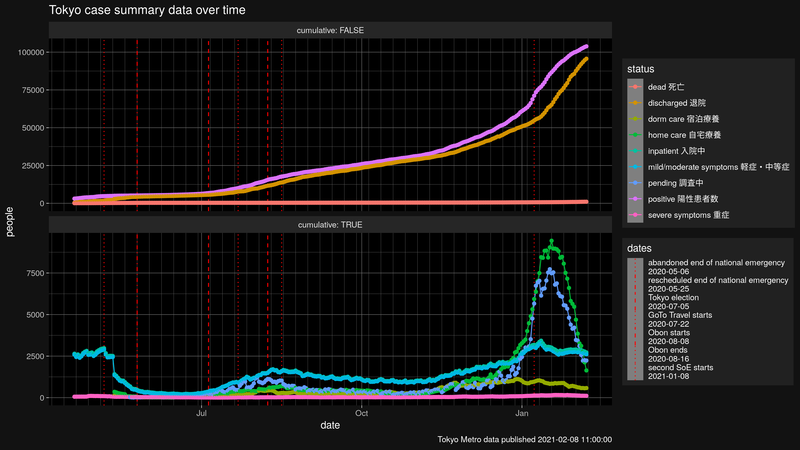 Tokyo case summary data over time
cumulative: FALSE
100000
75000
50000
25000
0
cumulative: TRUE
7500
5000
2500
0
people
Jul
Oct
Jan
date
status
dead 死亡
discharged 退院
dorm care 宿泊療養
home care 自宅療養
inpatient 入院中
mild/moderate symptoms 軽症・中等症
pending 調査中
positive 陽性患者数
severe symptoms 重症
dates
abandoned end of national emergency
2020-05-06
rescheduled end of national emergency
2020-05-25
Tokyo election
2020-07-05
GoTo Travel starts
2020-07-22
Obon starts
2020-08-08
Obon ends
2020-08-16
second SoE starts
2021-01-08
Tokyo Metro data published 2021-02-08 11:00:00